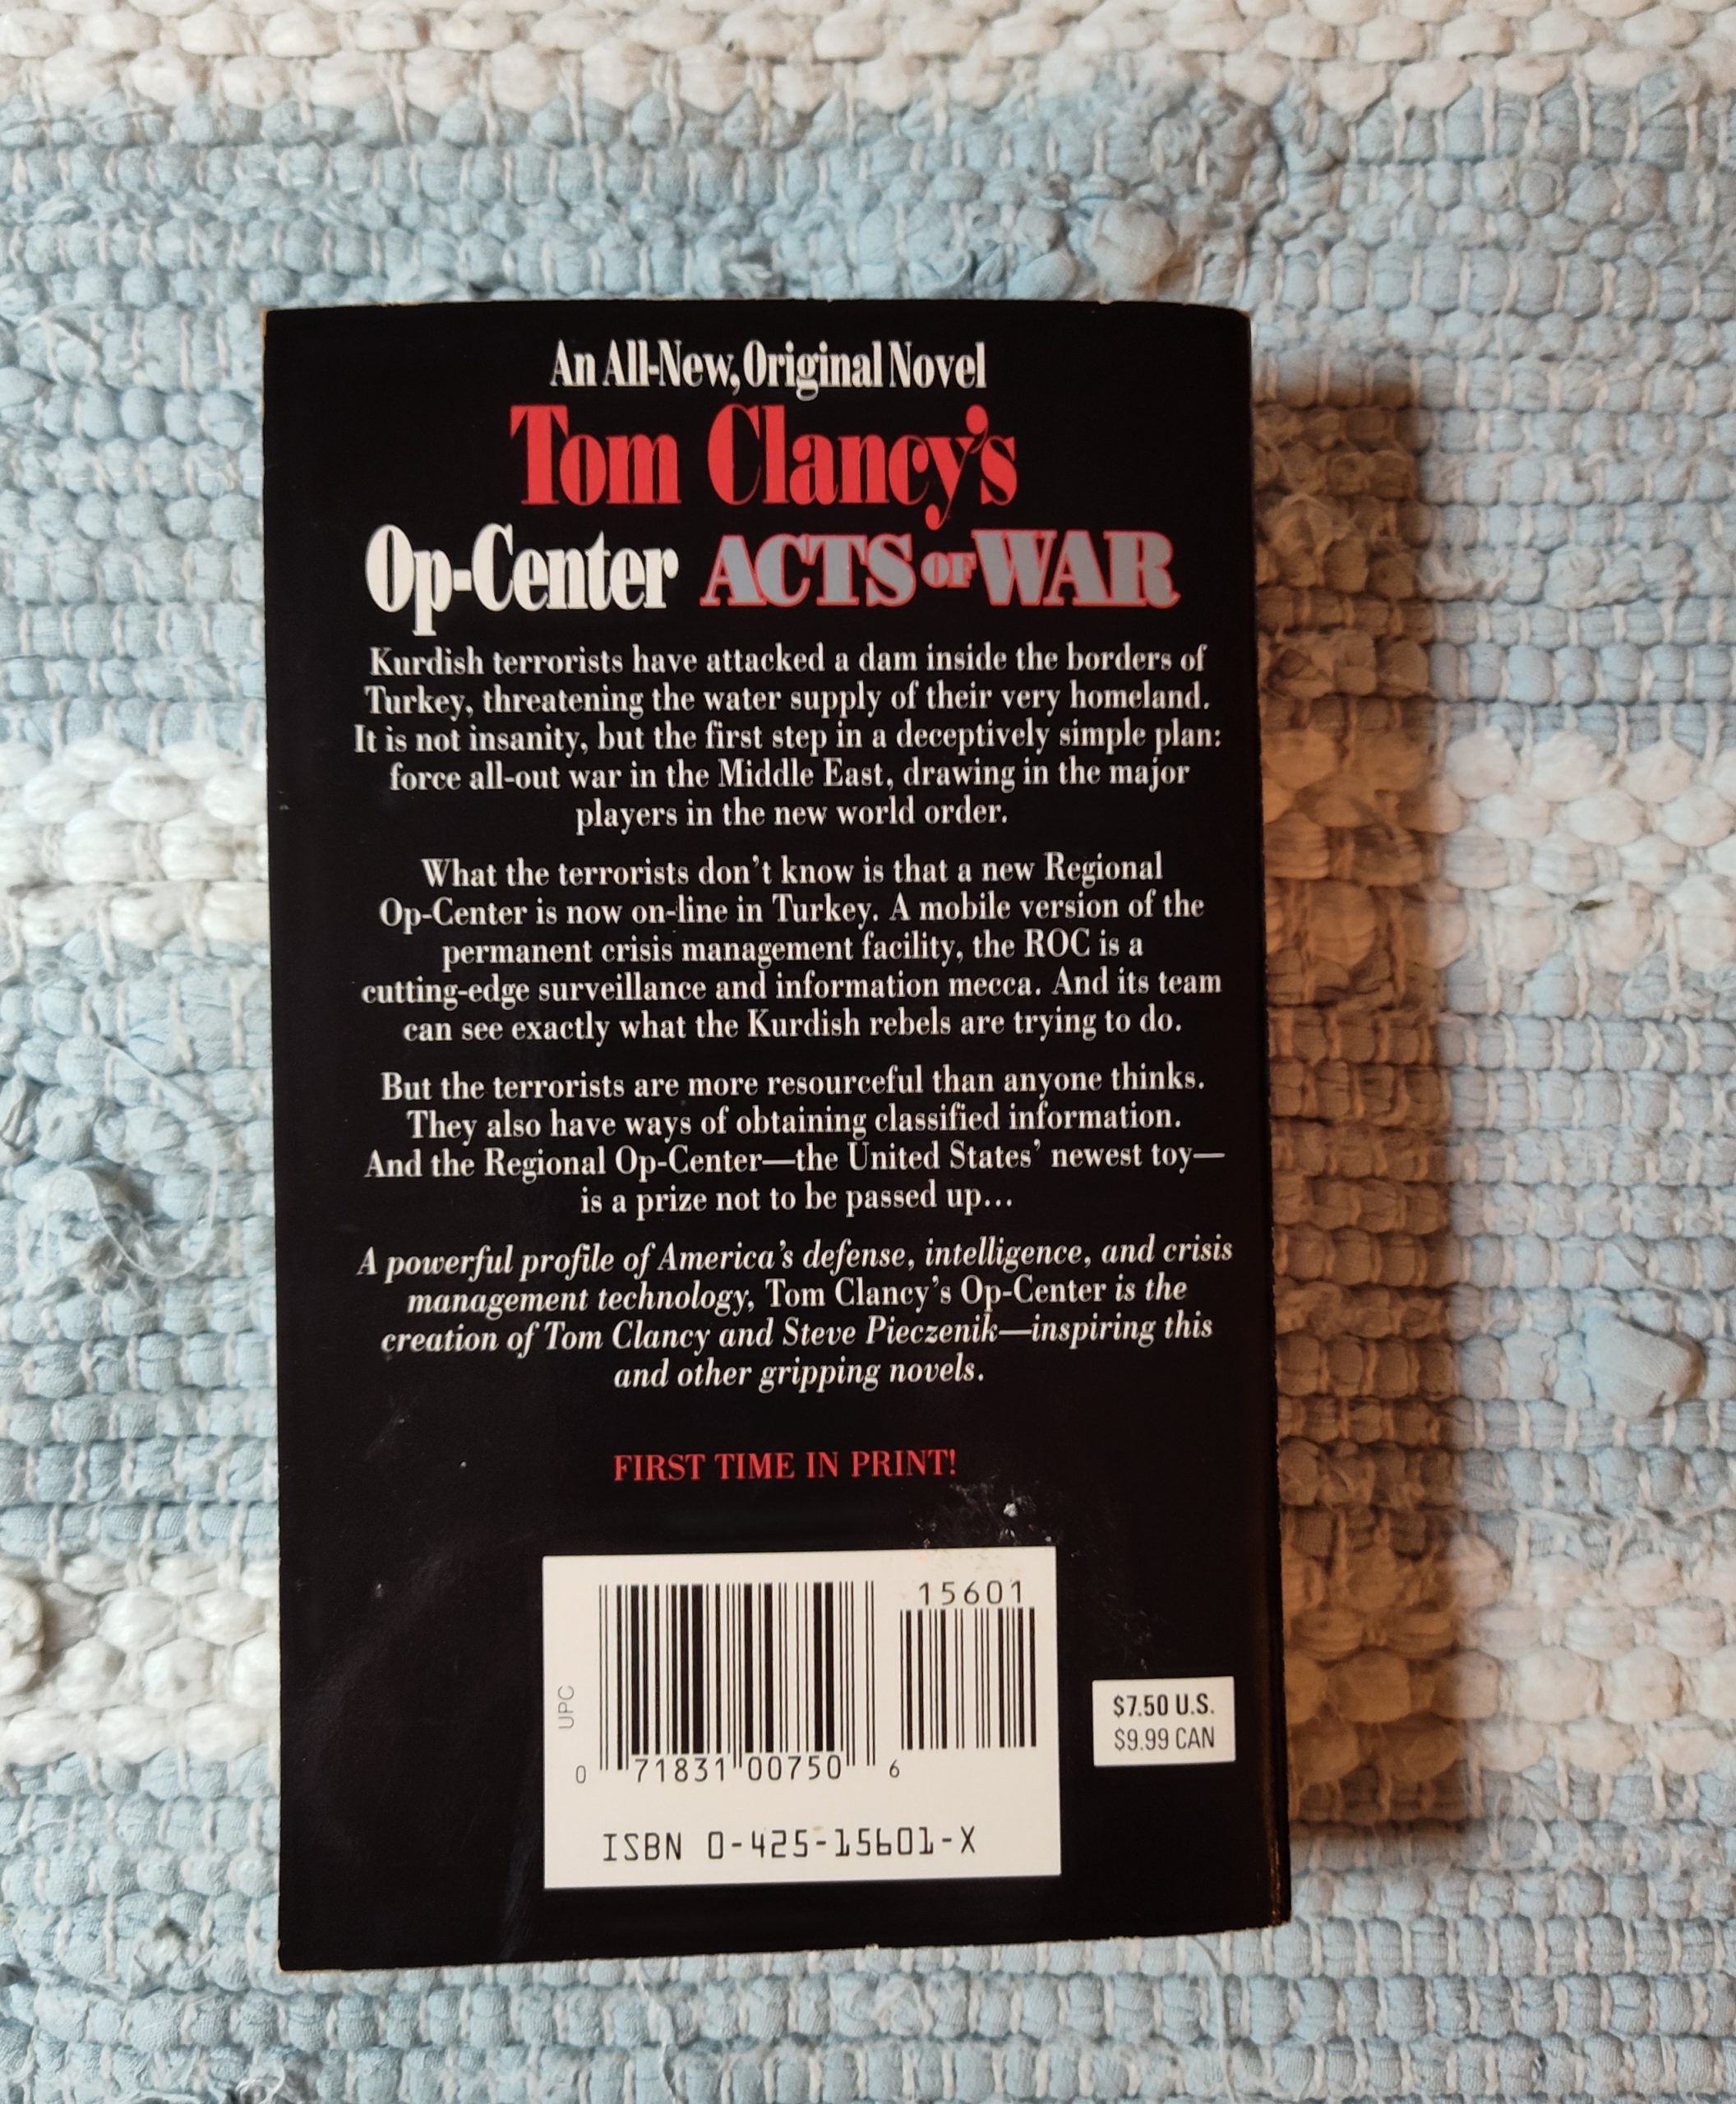 An All-New, Original Novel
Tom Clancy's
Op-Center ACTS OF WAR
Kurdish terrorists have attacked a dam inside the borders of
Turkey, threatening the water supply of their very homeland.
It is not insanity, but the first step in a deceptively simple plan:
force all-out war in the Middle East, drawing in the major
players in the new world order.
What the terrorists don't know is that a new Regional
Op-Center is now on-line in Turkey. A mobile version of the
permanent crisis management facility, the ROC is a
cutting-edge surveillance and information mecca. And its team
can see exactly what the Kurdish rebels are trying to do.
But the terrorists are more resourceful than anyone thinks.
They also have ways of obtaining classified information.
And the Regional Op-Center—the United States' newest toy—
is a prize not to be passed up...
A powerful profile of America's defense, intelligence, and crisis
management technology, Tom Clancy's Op-Center is the
creation of Tom Clancy and Steve Pieczenik—inspiring this
and other gripping novels.
FIRST TIME IN PRINT!
15601
UPC
0 71831 00750 6
ISBN 0-425-15601-X
$7.50 U.S.
$9.99 CAN